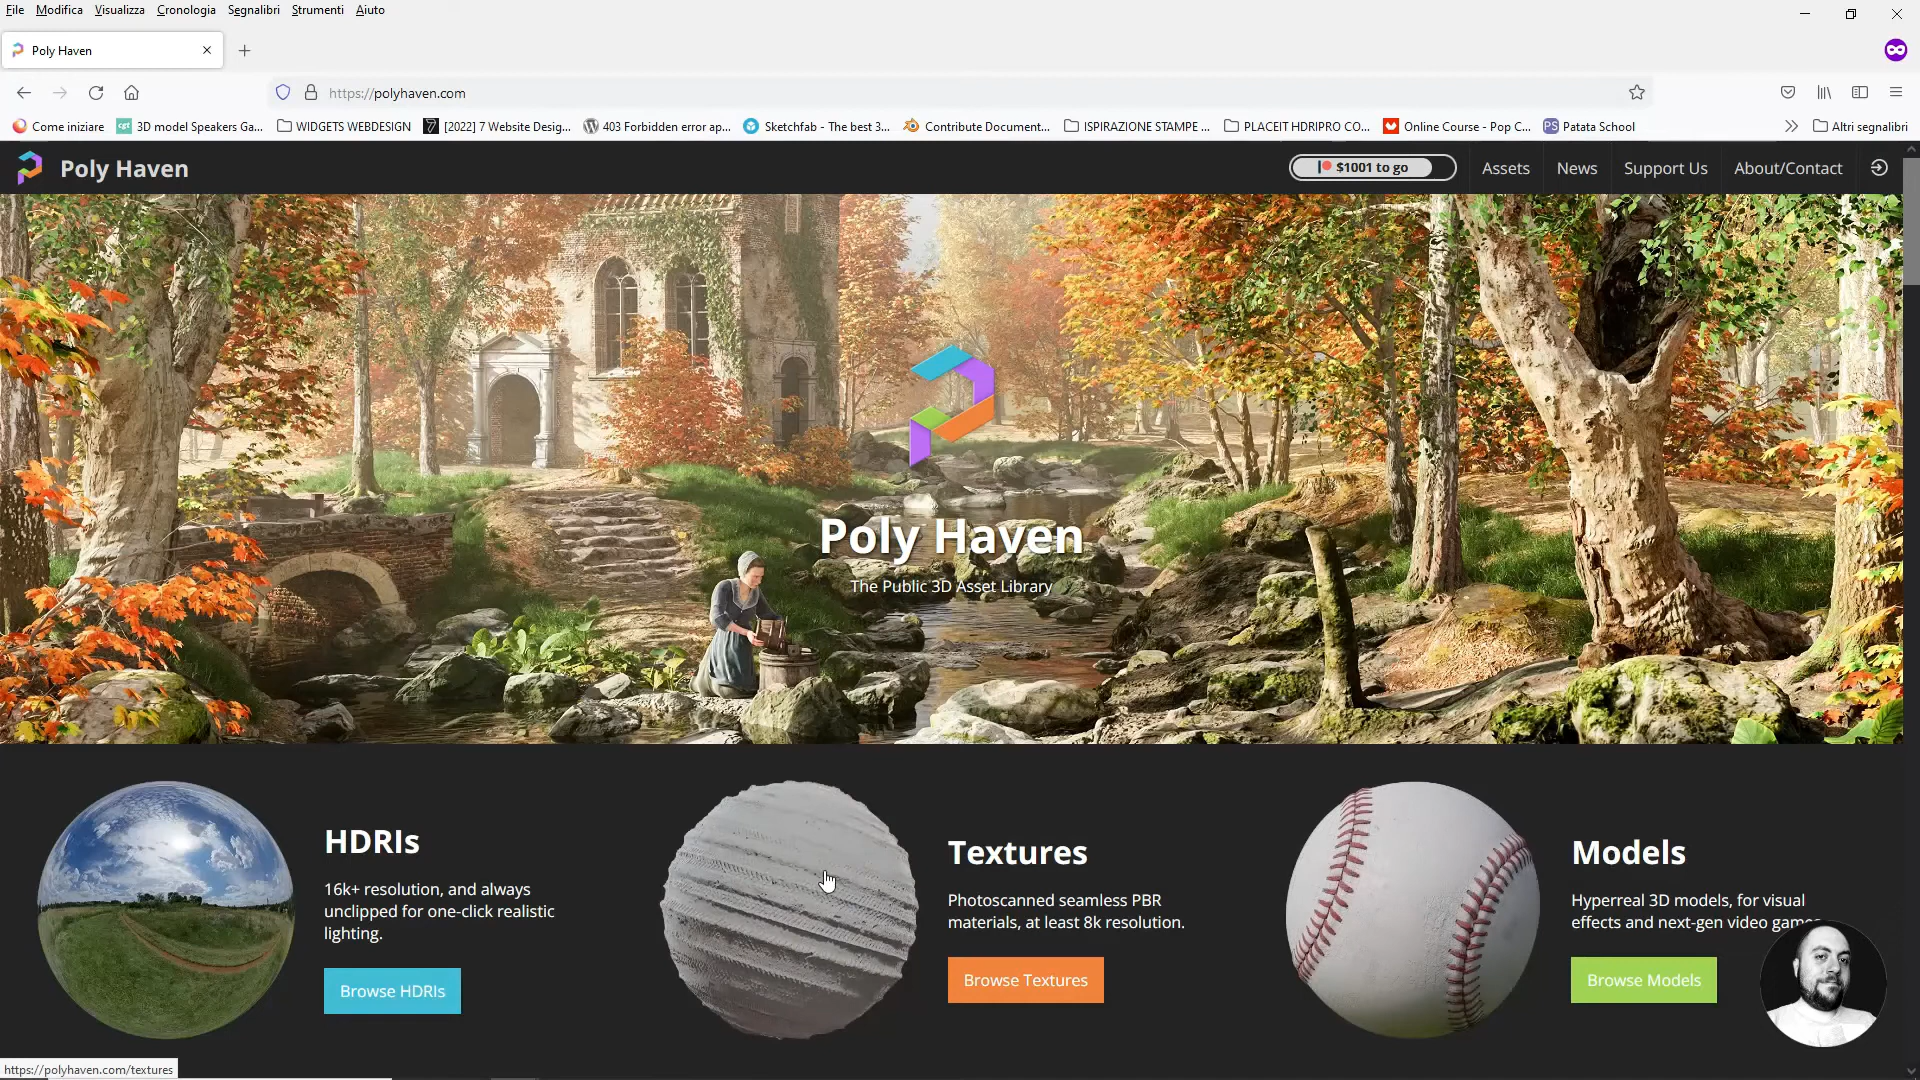 File Modifica Visualizza Cronologia Segnalibri Strumenti Aiuto
Poly Haven
https://polyhaven.com
Come iniziare
cgt 3D model Speakers Ga...
WIDGETS WEBDESIGN
7 [2022] 7 Website Desig...
403 Forbidden error ap...
Sketchfab - The best 3...
Contribute Document...
ISPIRAZIONE STAMPE ...
PLACEIT HDRIPRO CO...
Online Course - Pop C...
PS Patata School
Altri segnalibri
Poly Haven
$1001 to go
Assets
News
Support Us
About/Contact
Poly Haven
The Public 3D Asset Library
HDRIs
16k+ resolution, and always
unclipped for one-click realistic
lighting.
Browse HDRIs
Textures
Photoscanned seamless PBR
materials, at least 8k resolution.
Browse Textures
Models
Hyperreal 3D models, for visual
effects and next-gen video
Browse Models
https://polyhaven.com/textures